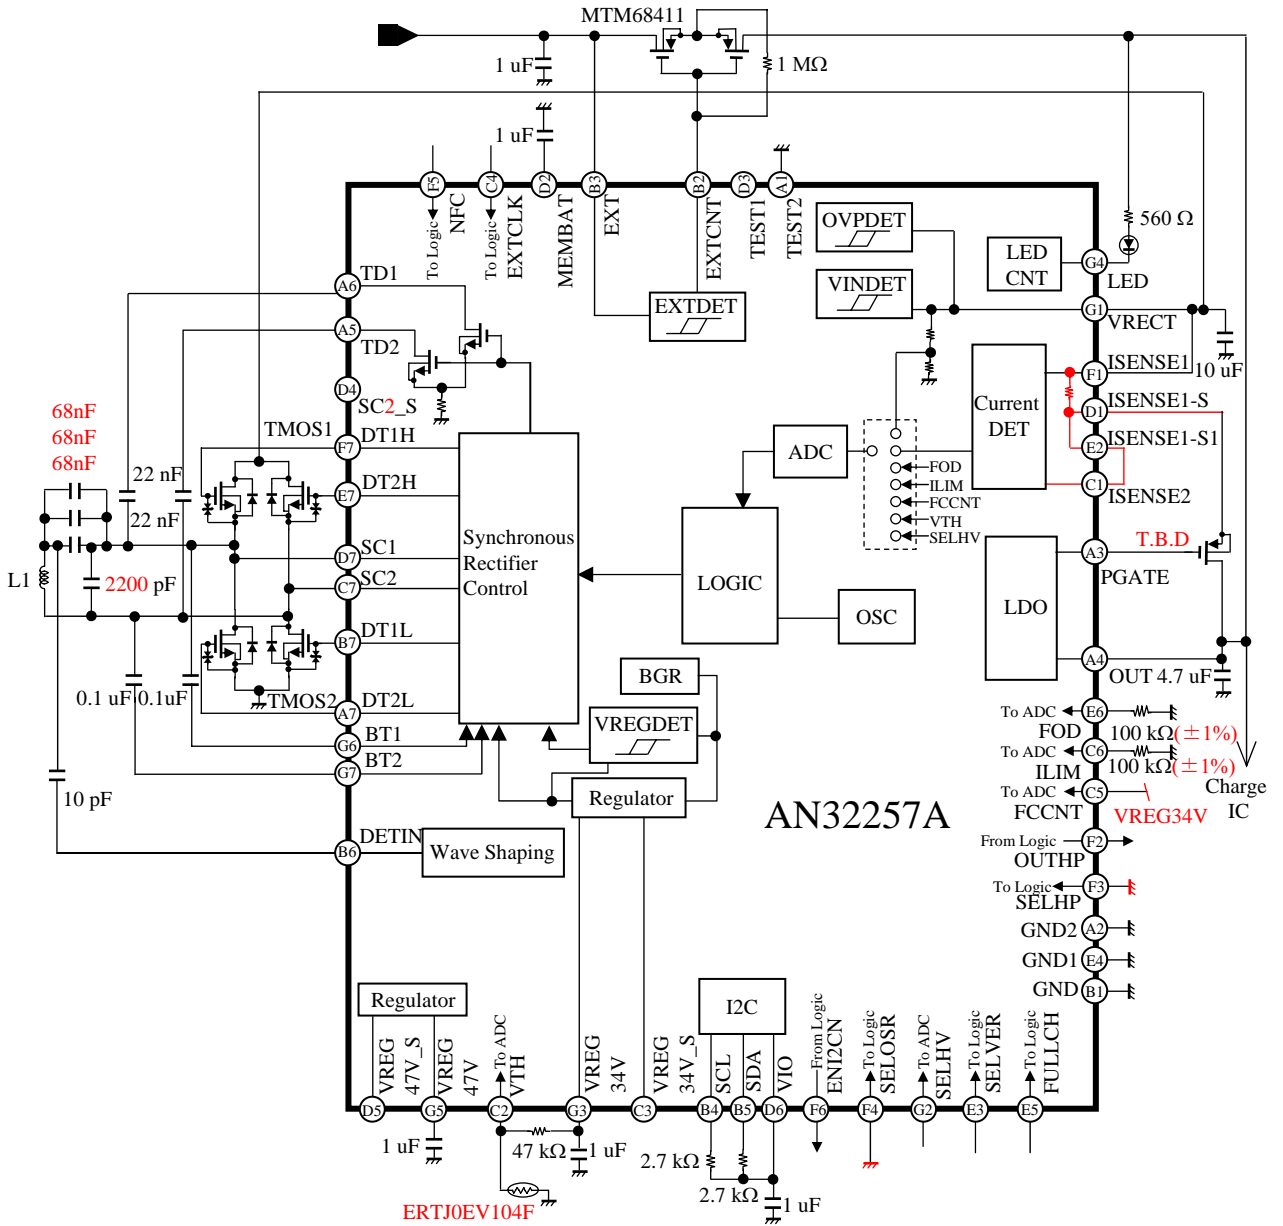 MTM68411
1 uF
1 MΩ
1 uF
F5
C4
D2
B3
B2
D3
A1
To Logic
NFC
To Logic
EXTCLK
MEMBAT
EXT
EXTCNT
TEST1
TEST2
OVPDET
VINDET
EXTDET
LED
CNT
560 Ω
G4
LED
G1
VRECT
10 uF
TD1
A6
A5
TD2
D4
SC2_S
68nF
68nF
68nF
TMOS1
DT1H
F7
22 nF
DT2H
E7
22 nF
SC1
D7
SC2
C7
L1
2200 pF
DT1L
B7
0.1 uF
0.1uF
TMOS2
DT2L
A7
BT1
G6
BT2
G7
10 pF
DETIN
B6
Wave Shaping
Synchronous
Rectifier
Control
ADC
LOGIC
OSC
BGR
VREGDET
Regulator
FOD
ILIM
FCCNT
VTH
SELHV
Current
DET
ISENSE1
F1
ISENSE1-S
D1
ISENSE1-S1
E2
C1
ISENSE2
T.B.D
A3
PGATE
LDO
A4
OUT
4.7 uF
To ADC
E6
FOD
100 kΩ(±1%)
To ADC
C6
ILIM
100 kΩ(±1%)
To ADC
C5
FCCNT
VREG34V
Charge
IC
From Logic
F2
OUTHP
To Logic
F3
SELHP
GND2
A2
GND1
E4
GND
B1
AN32257A
Regulator
I2C
VREG
47V_S
VREG
47V
To ADC
VTH
VREG
34V
VREG
34V_S
SCL
SDA
VIO
From Logic
ENI2CN
To Logic
SELOSR
To ADC
SELHV
To Logic
SELVER
To Logic
FULLCH
D5
G5
C2
G3
C3
B4
B5
D6
F6
F4
G2
E3
E5
1 uF
47 kΩ
1 uF
2.7 kΩ
2.7 kΩ
1 uF
ERTJ0EV104F